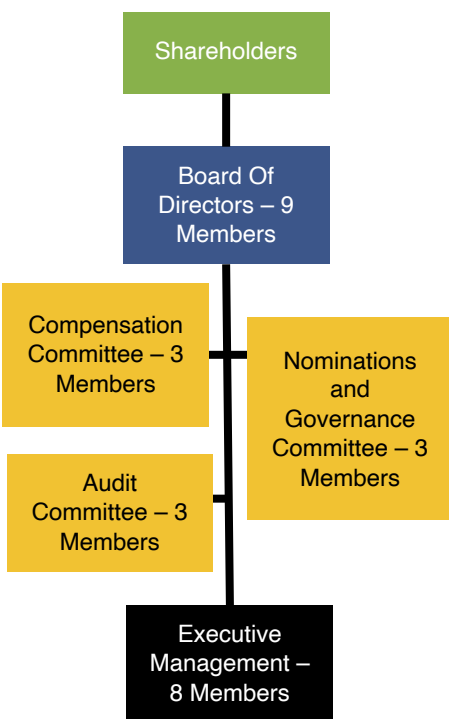 Shareholders
Board Of
Directors – 9
Members
Compensation
Committee – 3
Members
Nominations
and
Governance
Committee – 3
Members
Audit
Committee – 3
Members
Executive
Management –
8 Members